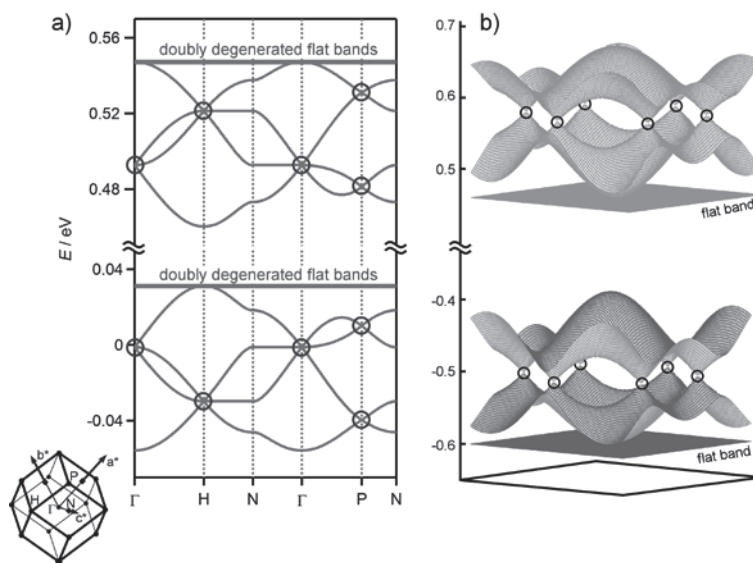 a)
0.56
0.52
0.48
0.04
0
-0.04
E / eV
doubly degenerated flat bands
doubly degenerated flat bands
Γ H N Γ P N
b* P a*
H N
Γ c*
b)
0.7
0.6
0.5
-0.4
-0.5
-0.6
flat band
flat band